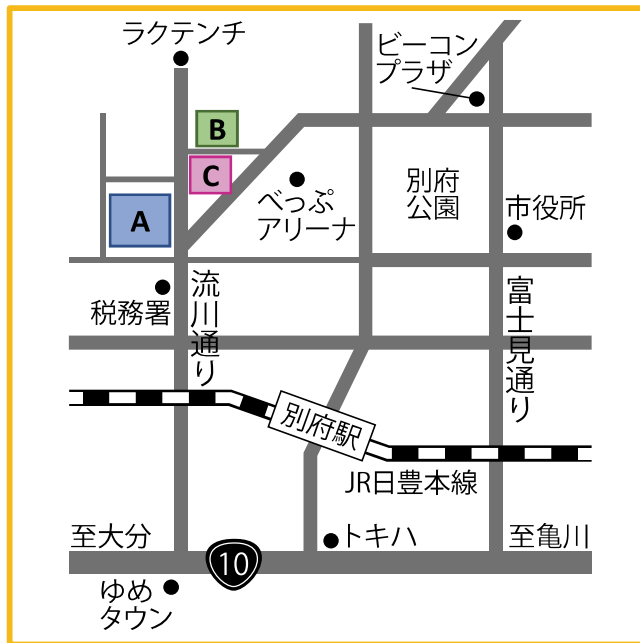 ラクテンチ
ビーコン
プラザ
B
C
A
べっぷ
アリーナ
別府
公園
市役所
税務署
流川通り
富士見通り
別府駅
JR日豊本線
至大分
10
トキハ
至亀川
ゆめ
タウン